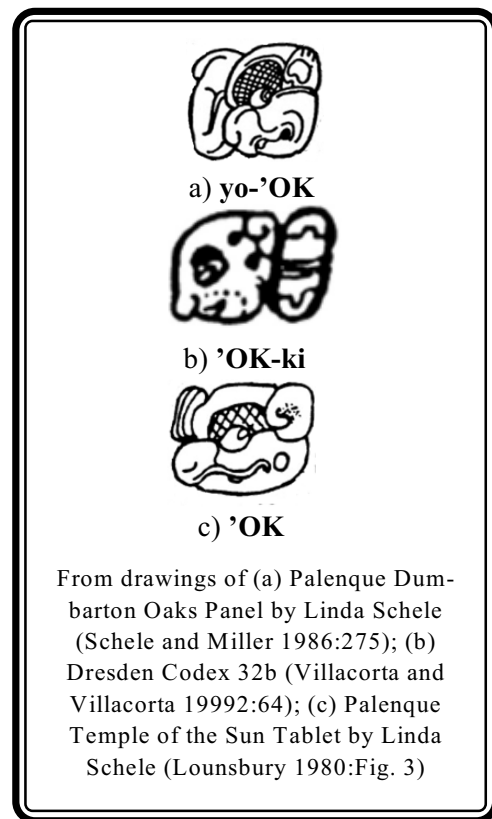 a) yo-’OK
b) ’OK-ki
c) ’OK
From drawings of (a) Palenque Dum-
barton Oaks Panel by Linda Schele
(Schele and Miller 1986:275); (b)
Dresden Codex 32b (Villacorta and
Villacorta 19992:64); (c) Palenque
Temple of the Sun Tablet by Linda
Schele (Lounsbury 1980:Fig. 3)